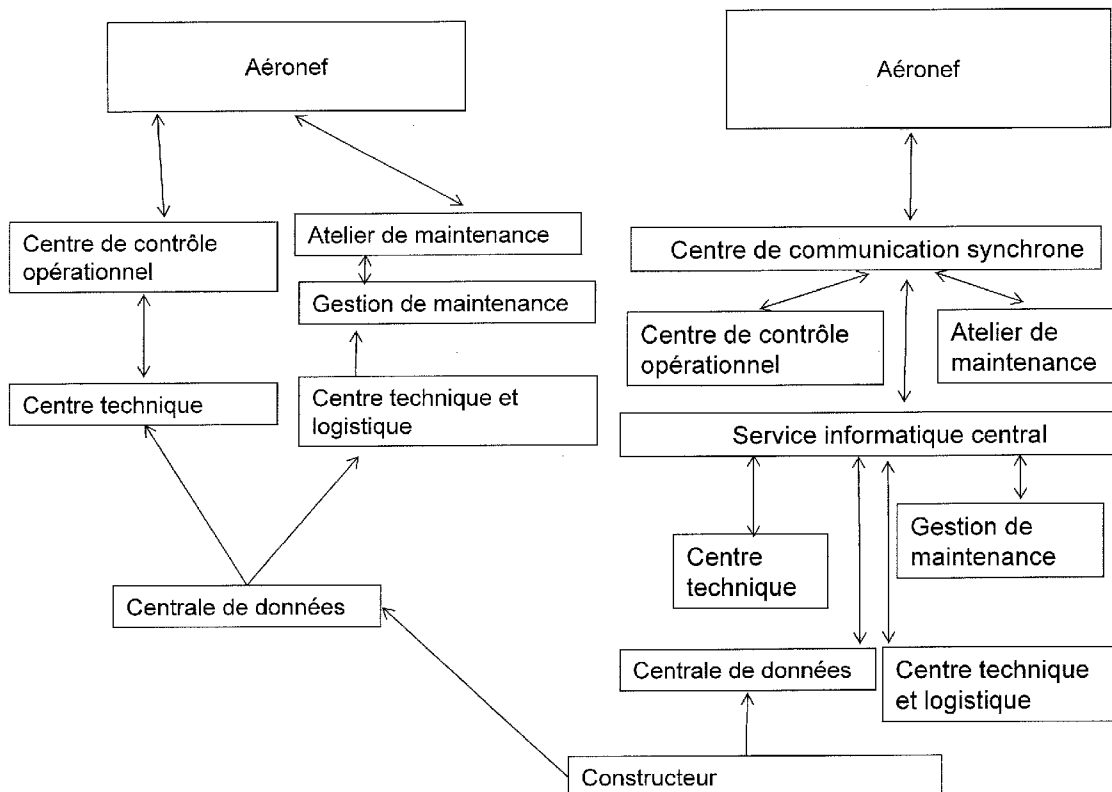 Aéronef
Centre de contrôle
opérationnel
Atelier de maintenance
Gestion de maintenance
Centre technique
Centre technique et
logistique
Centrale de données
Aéronef
Centre de communication synchrone
Centre de contrôle
opérationnel
Atelier de
maintenance
Service informatique central
Centre
technique
Gestion de
maintenance
Centrale de données
Centre technique
et logistique
Constructeur